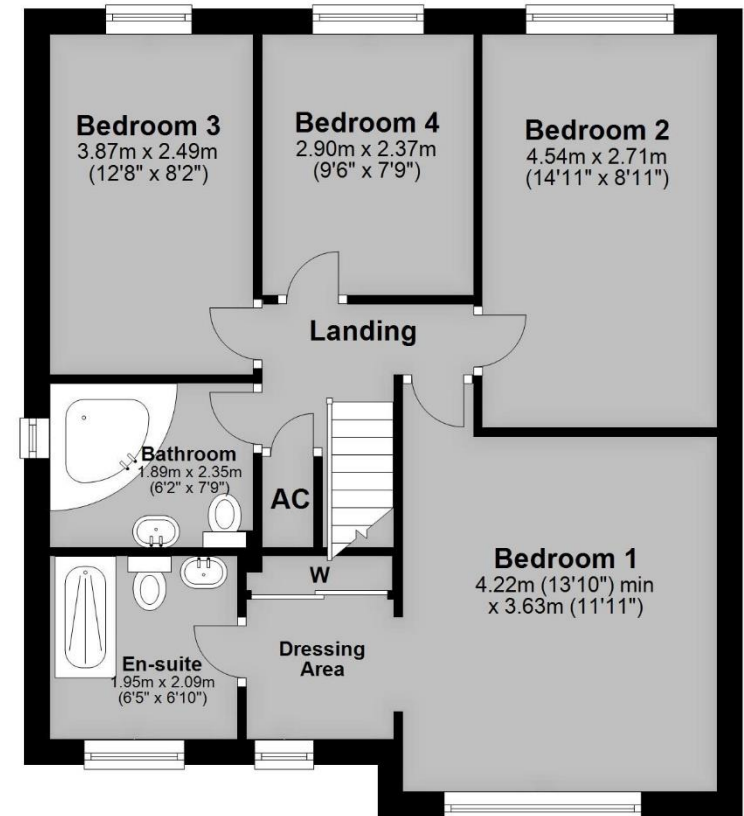 Bedroom 3
3.87m x 2.49m
(12'8" x 8'2")
Bedroom 4
2.90m x 2.37m
(9'6" x 7'9")
Bedroom 2
4.54m x 2.71m
(14'11" x 8'11")
Landing
Bathroom
1.89m x 2.35m
(6'2" x 7'9")
AC
W
Bedroom 1
4.22m (13'10") min
x 3.63m (11'11")
En-suite
1.95m x 2.09m
(6'5" x 6'10")
Dressing
Area